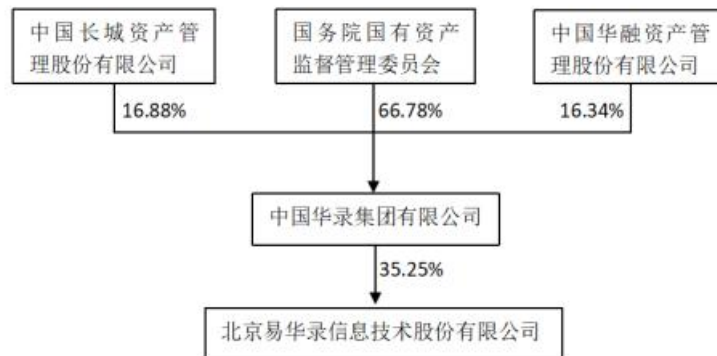 中国长城资产管
理股份有限公司
国务院国有资产
监督管理委员会
中国华融资产管
理股份有限公司
16.88%
66.78%
16.34%
中国华录集团有限公司
35.25%
北京易华录信息技术股份有限公司